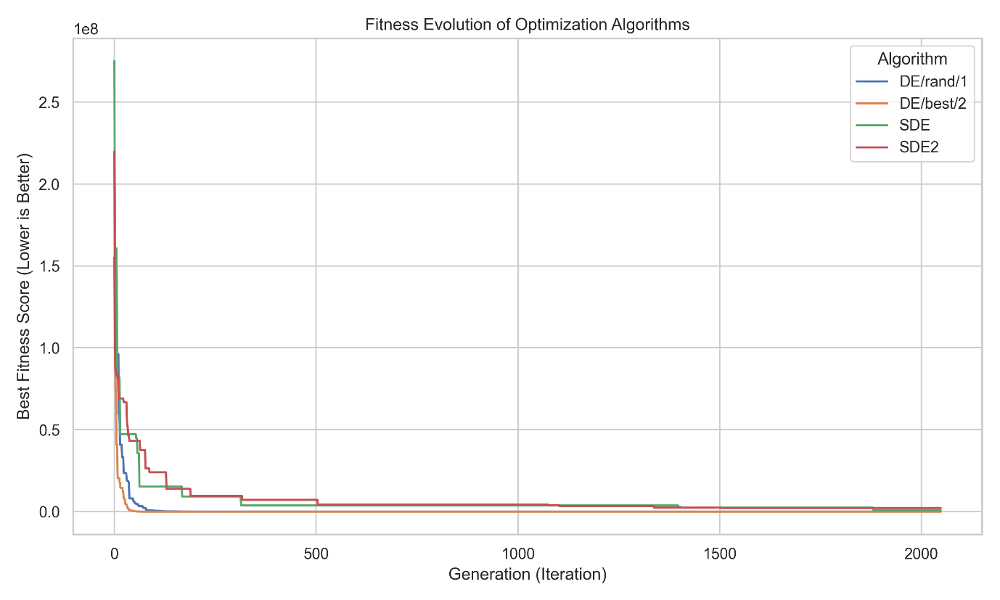 Fitness Evolution of Optimization Algorithms
1e8
Algorithm
DE/rand/1
DE/best/2
SDE
SDE2
2.5
2.0
1.5
1.0
0.5
0.0
Best Fitness Score (Lower is Better)
0 500 1000 1500 2000
Generation (Iteration)